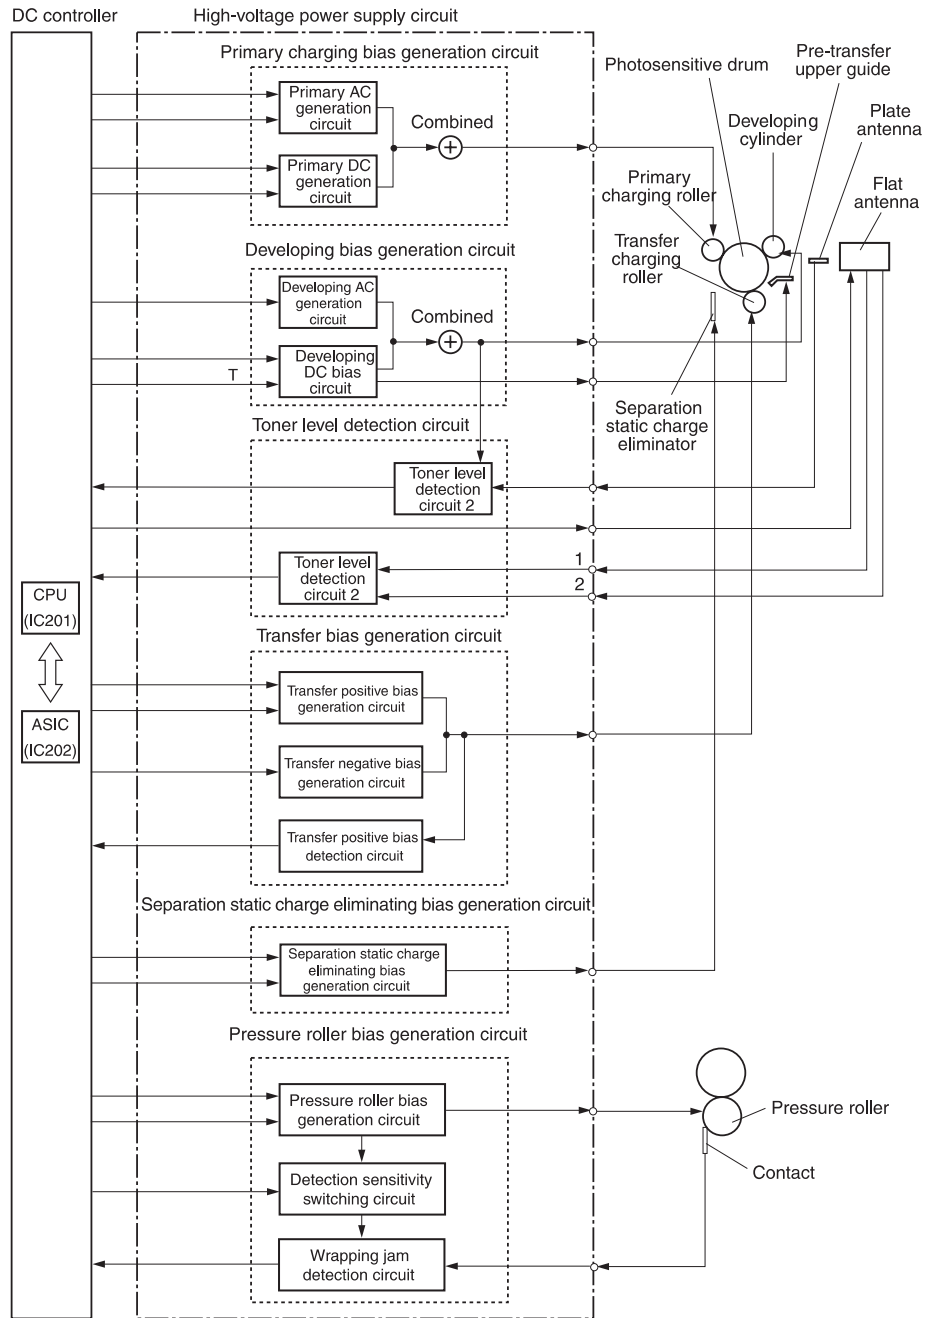 DC controller
High-voltage power supply circuit
Primary charging bias generation circuit
Primary AC
generation
circuit
Combined
Primary DC
generation
circuit
Photosensitive drum
Pre-transfer
upper guide
Developing
cylinder
Plate
antenna
Flat
antenna
Primary
charging roller
Transfer
charging
roller
Developing bias generation circuit
Developing AC
generation
circuit
Combined
Developing
DC bias
circuit
T
Separation
static charge
eliminator
Toner level detection circuit
Toner level
detection
circuit 2
Toner level
detection
circuit 2
1
2
CPU
(IC201)
ASIC
(IC202)
Transfer bias generation circuit
Transfer positive bias
generation circuit
Transfer negative bias
generation circuit
Transfer positive bias
detection circuit
Separation static charge eliminating bias generation circuit
Separation static charge
eliminating bias
generation circuit
Pressure roller bias generation circuit
Pressure roller bias
generation circuit
Detection sensitivity
switching circuit
Wrapping jam
detection circuit
Pressure roller
Contact